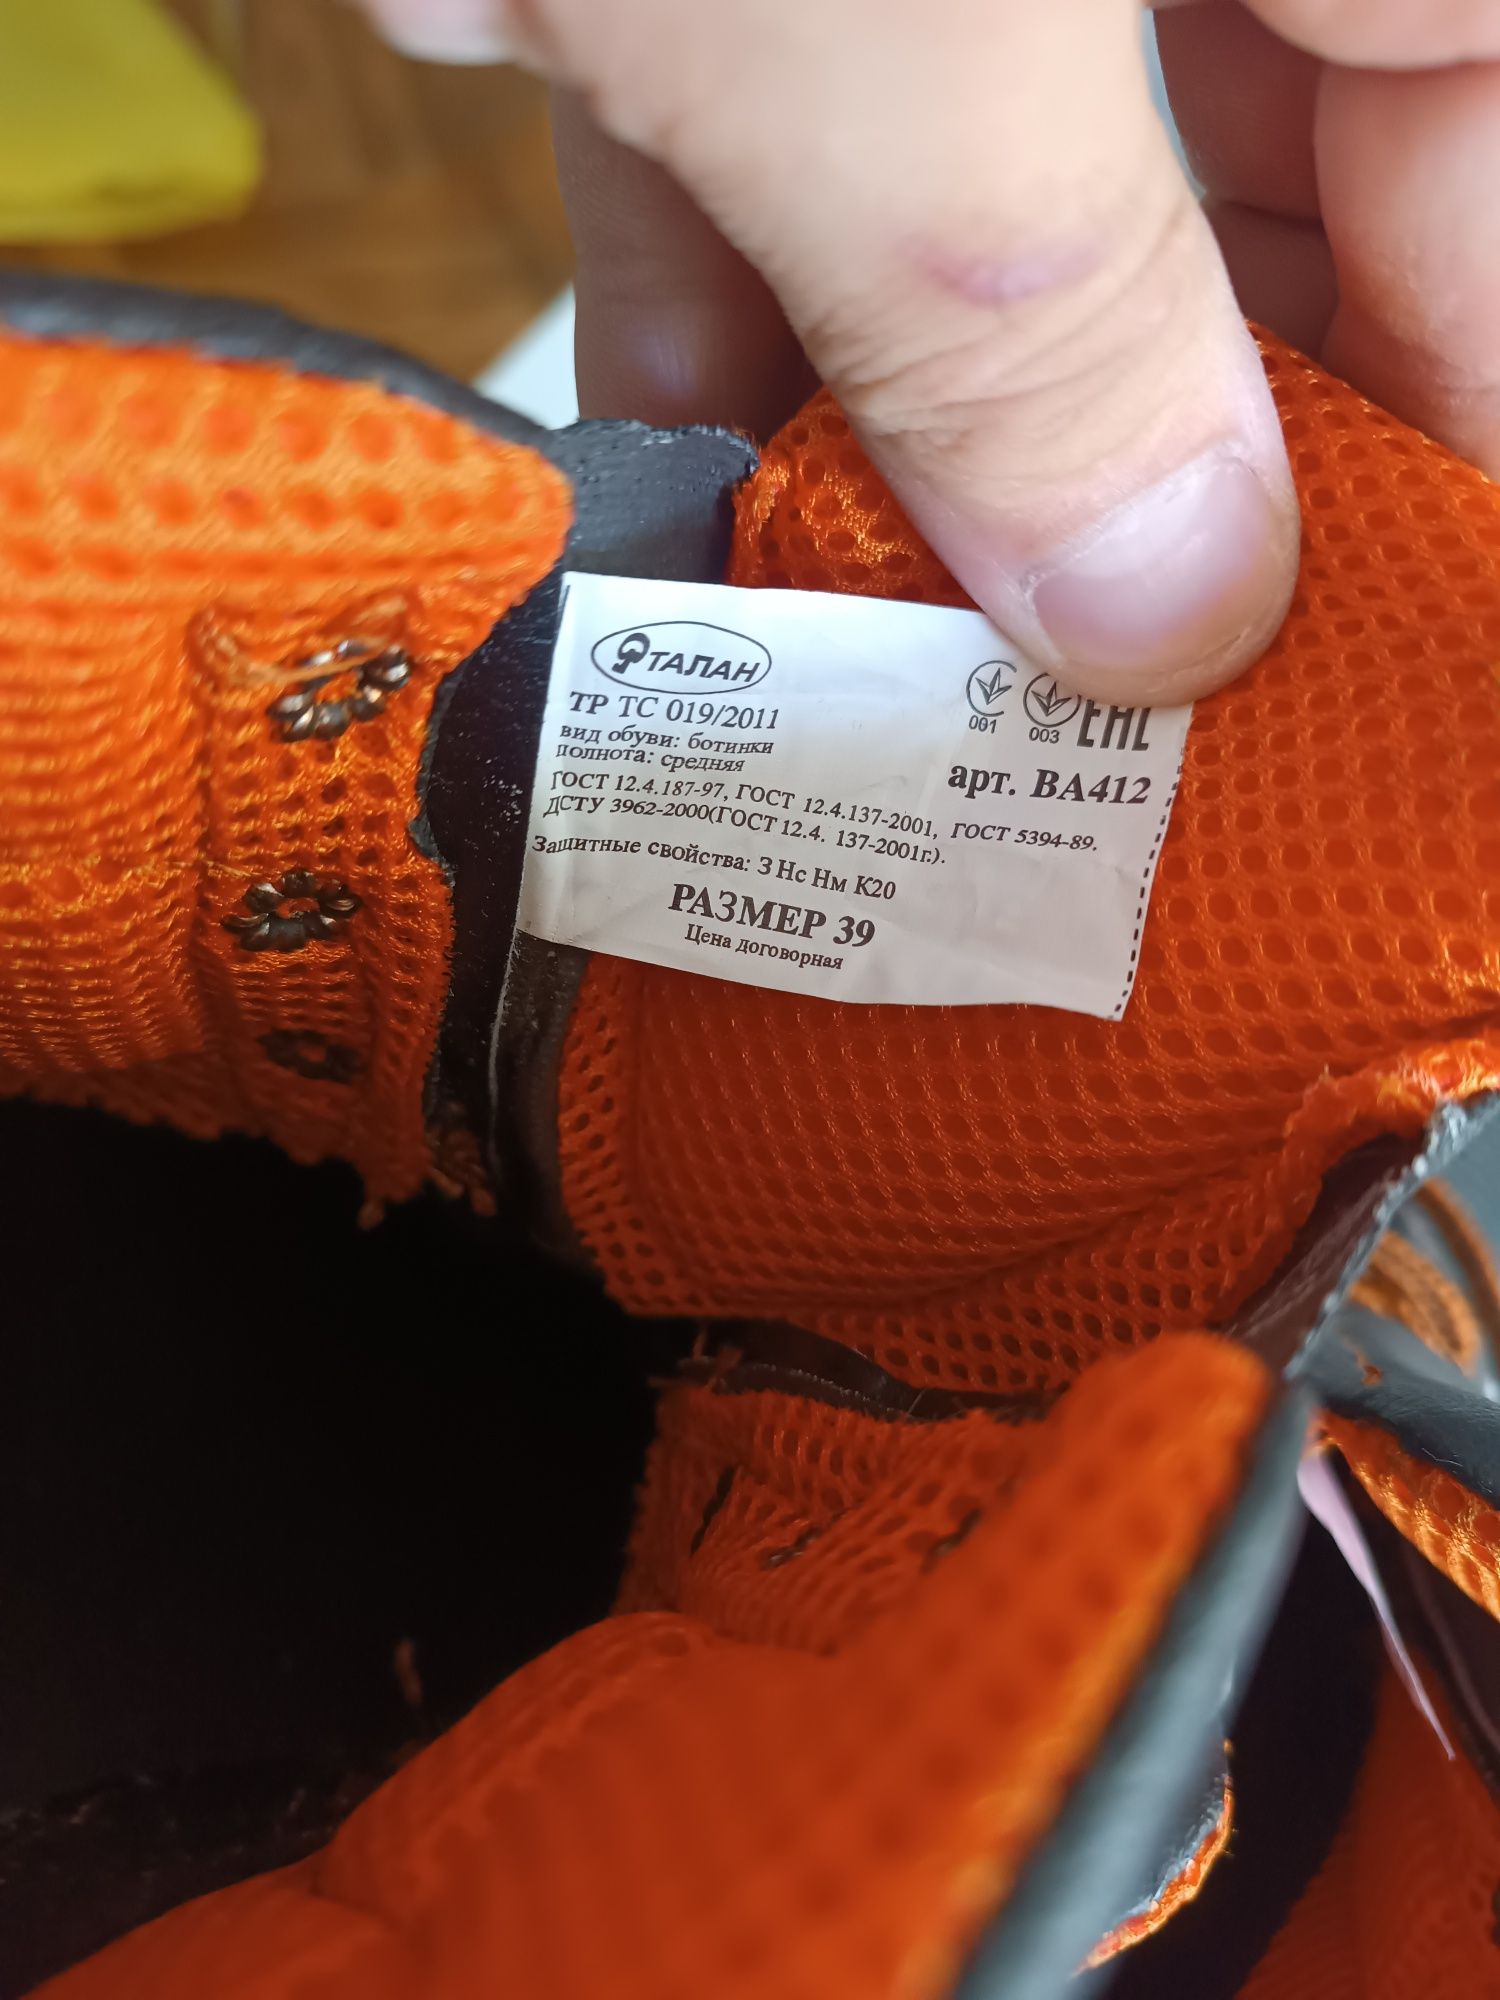 ТАЛАН
ТР ТС 019/2011
001 003 ЕАС
вид обуви: ботинки
полнота: средняя
арт. ВА412
ГОСТ 12.4.187-97, ГОСТ 12.4.137-2001, ГОСТ 5394-89.
ДСТУ 3962-2000(ГОСТ 12.4. 137-2001г.).
Защитные свойства: З Нс Нм К20
РАЗМЕР 39
Цена договорная